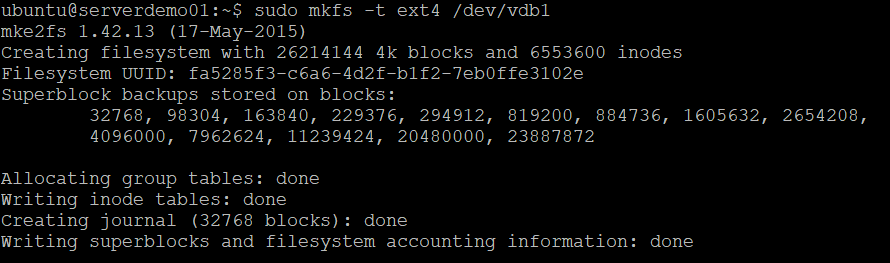 ubuntu@serverdemo01:~$ sudo mkfs -t ext4 /dev/vdb1
mke2fs 1.42.13 (17-May-2015)
Creating filesystem with 26214144 4k blocks and 6553600 inodes
Filesystem UUID: fa5285f3-c6a6-4d2f-b1f2-7eb0ffe3102e
Superblock backups stored on blocks:
32768, 98304, 163840, 229376, 294912, 819200, 884736, 1605632, 2654208,
4096000, 7962624, 11239424, 20480000, 23887872
Allocating group tables: done
Writing inode tables: done
Creating journal (32768 blocks): done
Writing superblocks and filesystem accounting information: done